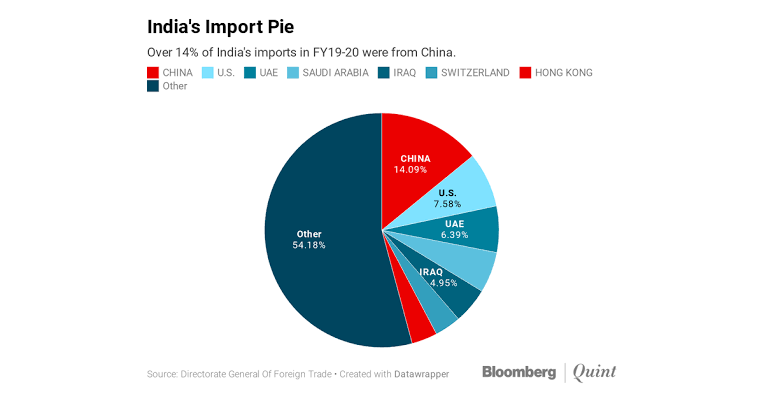 India's Import Pie
Over 14% of India's imports in FY19-20 were from China.
CHINA U.S. UAE SAUDI ARABIA IRAQ SWITZERLAND HONG KONG
Other
CHINA
14.09%
U.S.
7.58%
UAE
6.39%
Other
54.18%
IRAQ
4.95%
Source: Directorate General Of Foreign Trade • Created with Datawrapper
Bloomberg | Quint